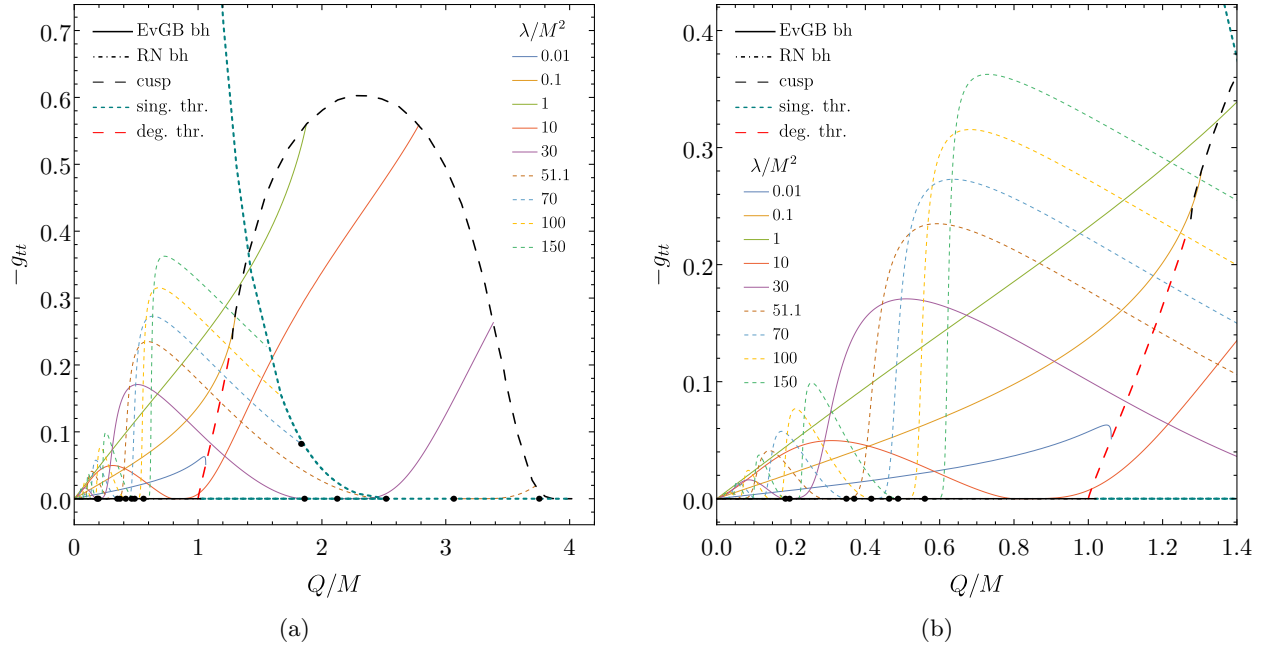 0.7
0.6
0.5
0.4
0.3
0.2
0.1
0.0
−g_tt
EvGB bh
RN bh
cusp
sing. thr.
deg. thr.
λ/M²
0.01
0.1
1
10
30
51.1
70
100
150
0 1 2 3 4
Q/M
(a)
0.4
0.3
0.2
0.1
0.0
−g_tt
EvGB bh
RN bh
cusp
sing. thr.
deg. thr.
λ/M²
0.01
0.1
1
10
30
51.1
70
100
150
0.0 0.2 0.4 0.6 0.8 1.0 1.2 1.4
Q/M
(b)